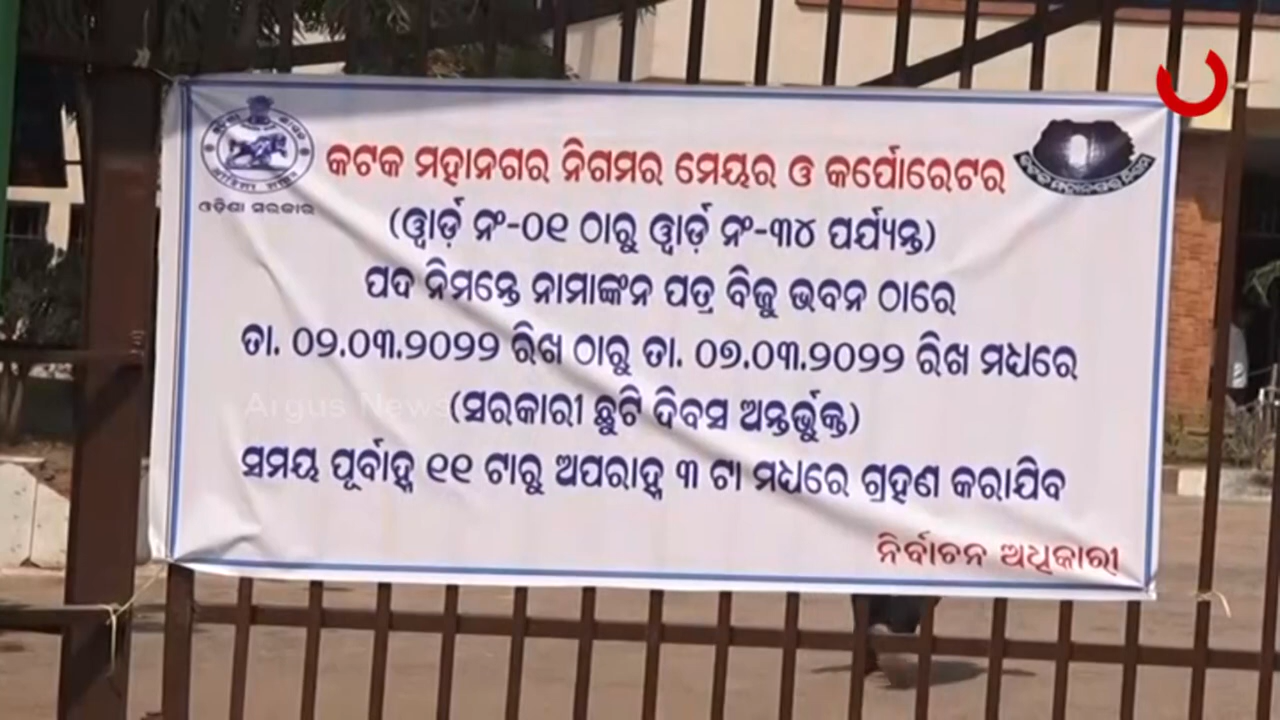 କଟକ ମହାନଗର ନିଗମର ମେୟର ଓ କର୍ପୋରେଟର
ଓଡ଼ିଶା ସରକାର
(ୱାର୍ଡ଼ ନଂ-୦୧ ଠାରୁ ୱାର୍ଡ଼ ନଂ-୩୪ ପର୍ଯ୍ୟନ୍ତ)
ପଦ ନିମନ୍ତେ ନାମାଙ୍କନ ପତ୍ର ବିଜୁ ଭବନ ଠାରେ
ତା. ୦୨.୦୩.୨୦୨୨ ରିଖ ଠାରୁ ତା. ୦୭.୦୩.୨୦୨୨ ରିଖ ମଧ୍ୟରେ
Argus News
(ସରକାରୀ ଛୁଟି ଦିବସ ଅନ୍ତର୍ଭୁକ୍ତ)
ସମୟ ପୂର୍ବାହ୍ନ ୧୧ ଟାରୁ ଅପରାହ୍ନ ୩ ଟା ମଧ୍ୟରେ ଗ୍ରହଣ କରାଯିବ
ନିର୍ବାଚନ ଅଧିକାରୀ